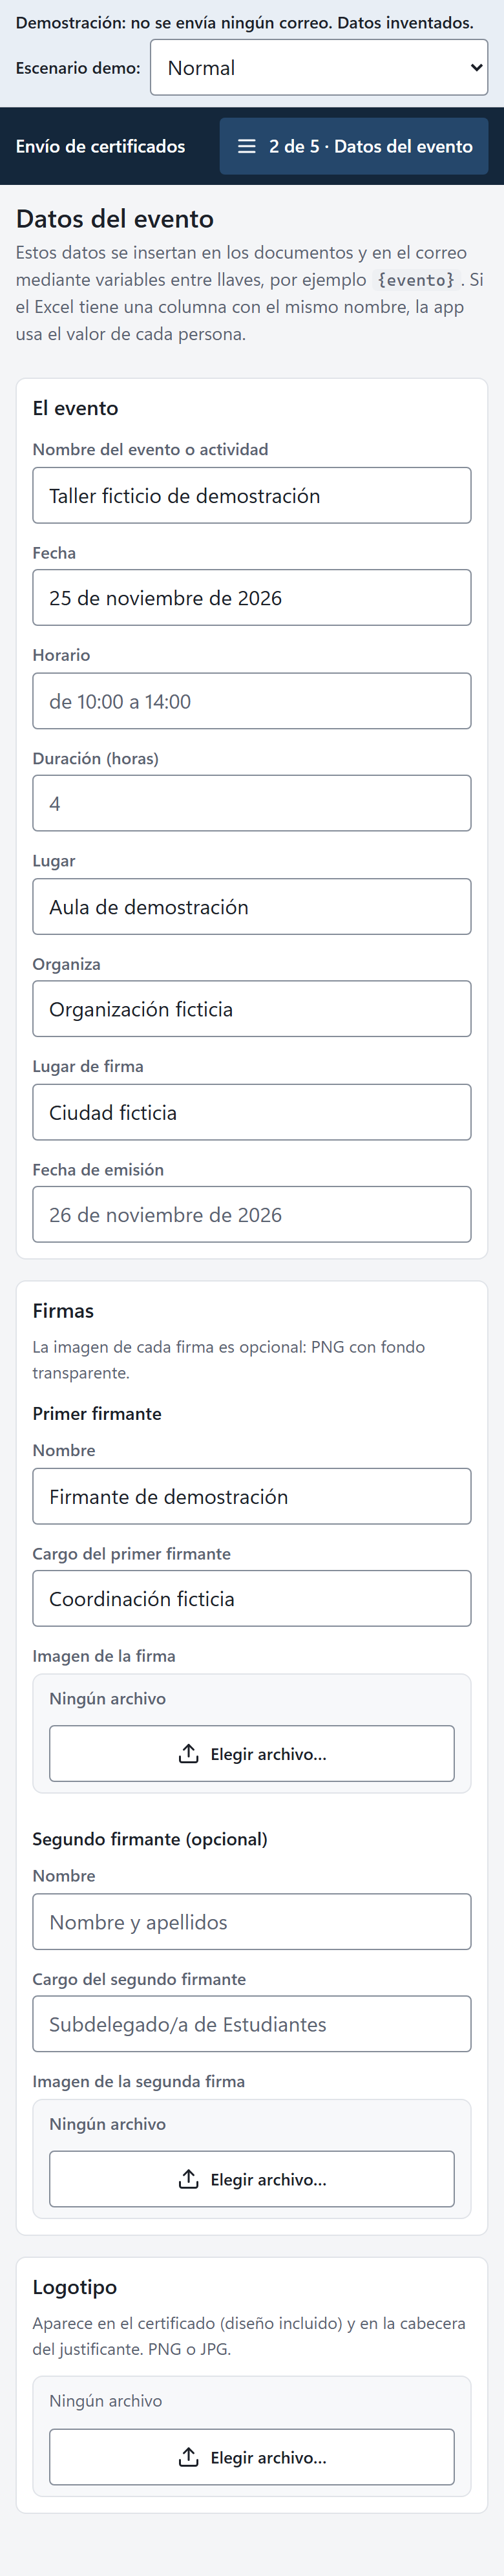 Demostración: no se envía ningún correo. Datos inventados.
Escenario demo: Normal
Envío de certificados
2 de 5 · Datos del evento
Datos del evento
Estos datos se insertan en los documentos y en el correo
mediante variables entre llaves, por ejemplo {evento}. Si
el Excel tiene una columna con el mismo nombre, la app
usa el valor de cada persona.
El evento
Nombre del evento o actividad
Taller ficticio de demostración
Fecha
25 de noviembre de 2026
Horario
de 10:00 a 14:00
Duración (horas)
4
Lugar
Aula de demostración
Organiza
Organización ficticia
Lugar de firma
Ciudad ficticia
Fecha de emisión
26 de noviembre de 2026
Firmas
La imagen de cada firma es opcional: PNG con fondo
transparente.
Primer firmante
Nombre
Firmante de demostración
Cargo del primer firmante
Coordinación ficticia
Imagen de la firma
Ningún archivo
Elegir archivo...
Segundo firmante (opcional)
Nombre
Nombre y apellidos
Cargo del segundo firmante
Subdelegado/a de Estudiantes
Imagen de la segunda firma
Ningún archivo
Elegir archivo...
Logotipo
Aparece en el certificado (diseño incluido) y en la cabecera
del justificante. PNG o JPG.
Ningún archivo
Elegir archivo...